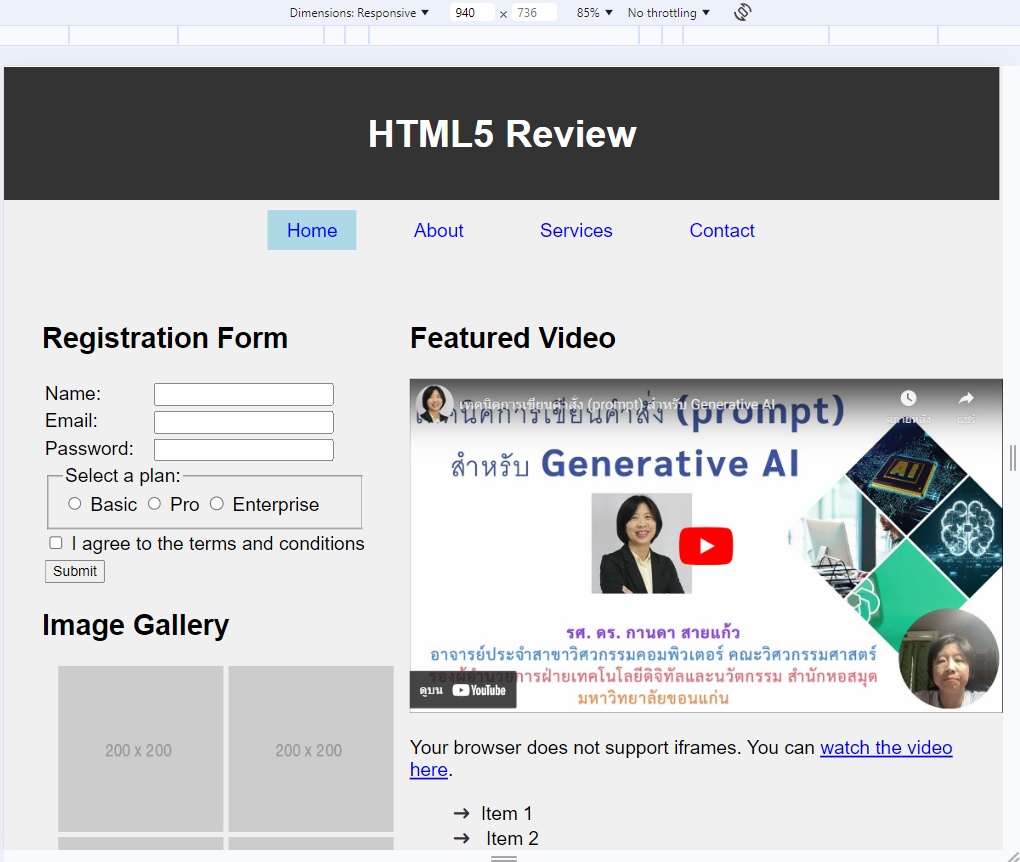 Dimensions: Responsive ▼ 940 × 736 85% ▼ No throttling ▼
HTML5 Review
Home About Services Contact
Registration Form
Name:
Email:
Password:
Select a plan:
Basic Pro Enterprise
I agree to the terms and conditions
Submit
Image Gallery
200 x 200 200 x 200
Featured Video
เทคนิคการเขียนคำสั่ง (prompt) สำหรับ Generative AI
เทคนิคการเขียนคำสั่ง (prompt)
สำหรับ Generative AI
AI
แชร์
รศ. ดร. กานดา สายแก้ว
อาจารย์ประจำสาขาวิศวกรรมคอมพิวเตอร์ คณะวิศวกรรมศาสตร์
รองผู้อำนวยการฝ่ายเทคโนโลยีดิจิทัลและนวัตกรรม สำนักหอสมุด
มหาวิทยาลัยขอนแก่น
ดูบน YouTube
Your browser does not support iframes. You can watch the video
here.
➔ Item 1
➔ Item 2